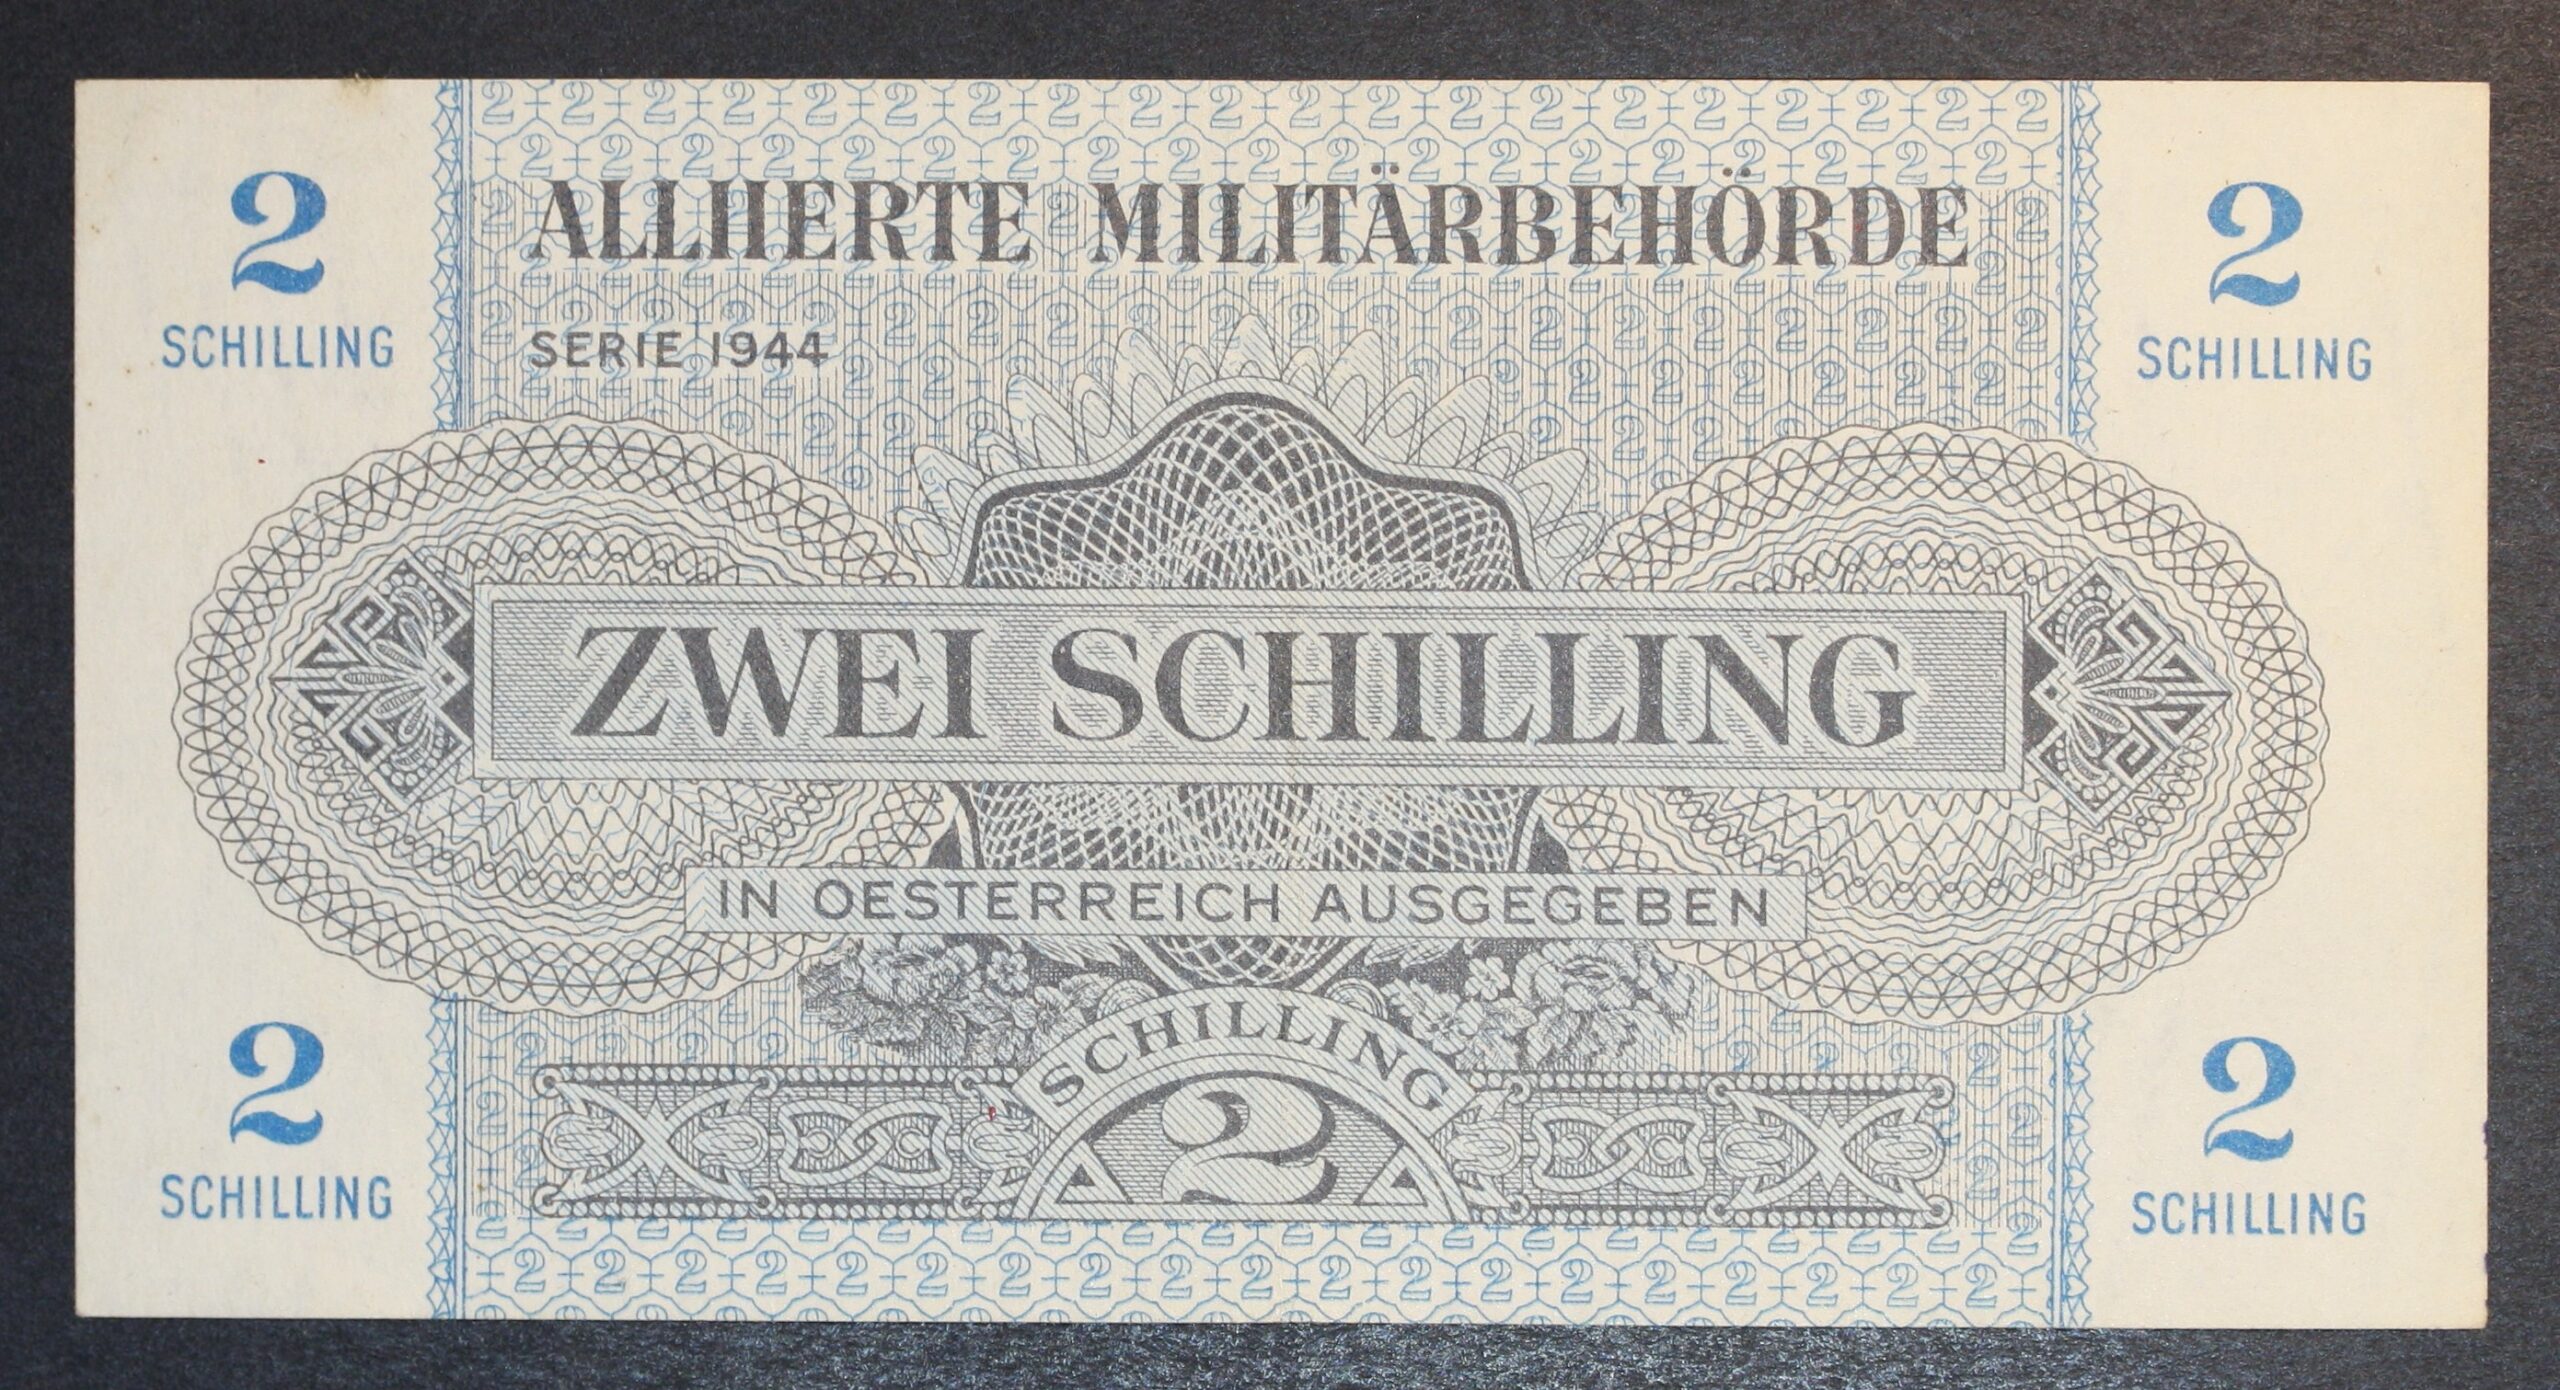 ALLIIERTE MILITÄRBEHÖRDE
SERIE 1944
2
SCHILLING
2
SCHILLING
ZWEI SCHILLING
IN OESTERREICH AUSGEGEBEN
SCHILLING
2
2
SCHILLING
2
SCHILLING